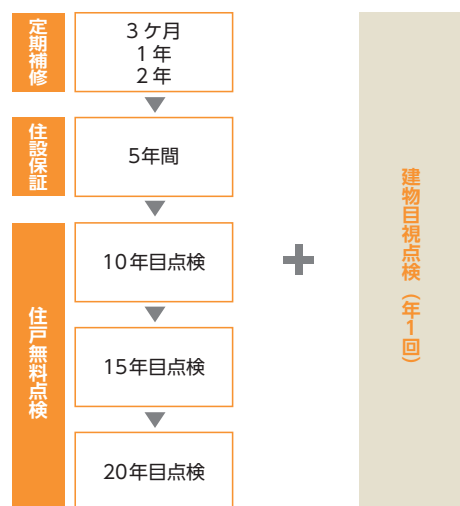 定期補修
3ケ月
1年
2年
住設保証
5年間
住戸無料点検
10年目点検
15年目点検
20年目点検
建物目視点検（年1回）